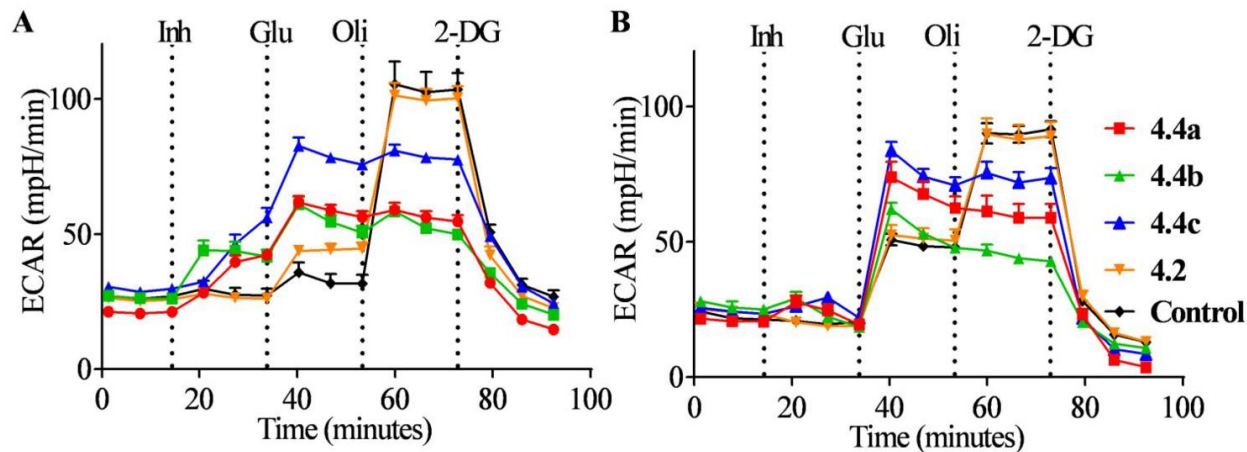 A
Inh Glu Oli 2-DG
ECAR (mpH/min)
100
50
0
0 20 40 60 80 100
Time (minutes)
B
Inh Glu Oli 2-DG
ECAR (mpH/min)
100
50
0
0 20 40 60 80 100
Time (minutes)
4.4a
4.4b
4.4c
4.2
Control